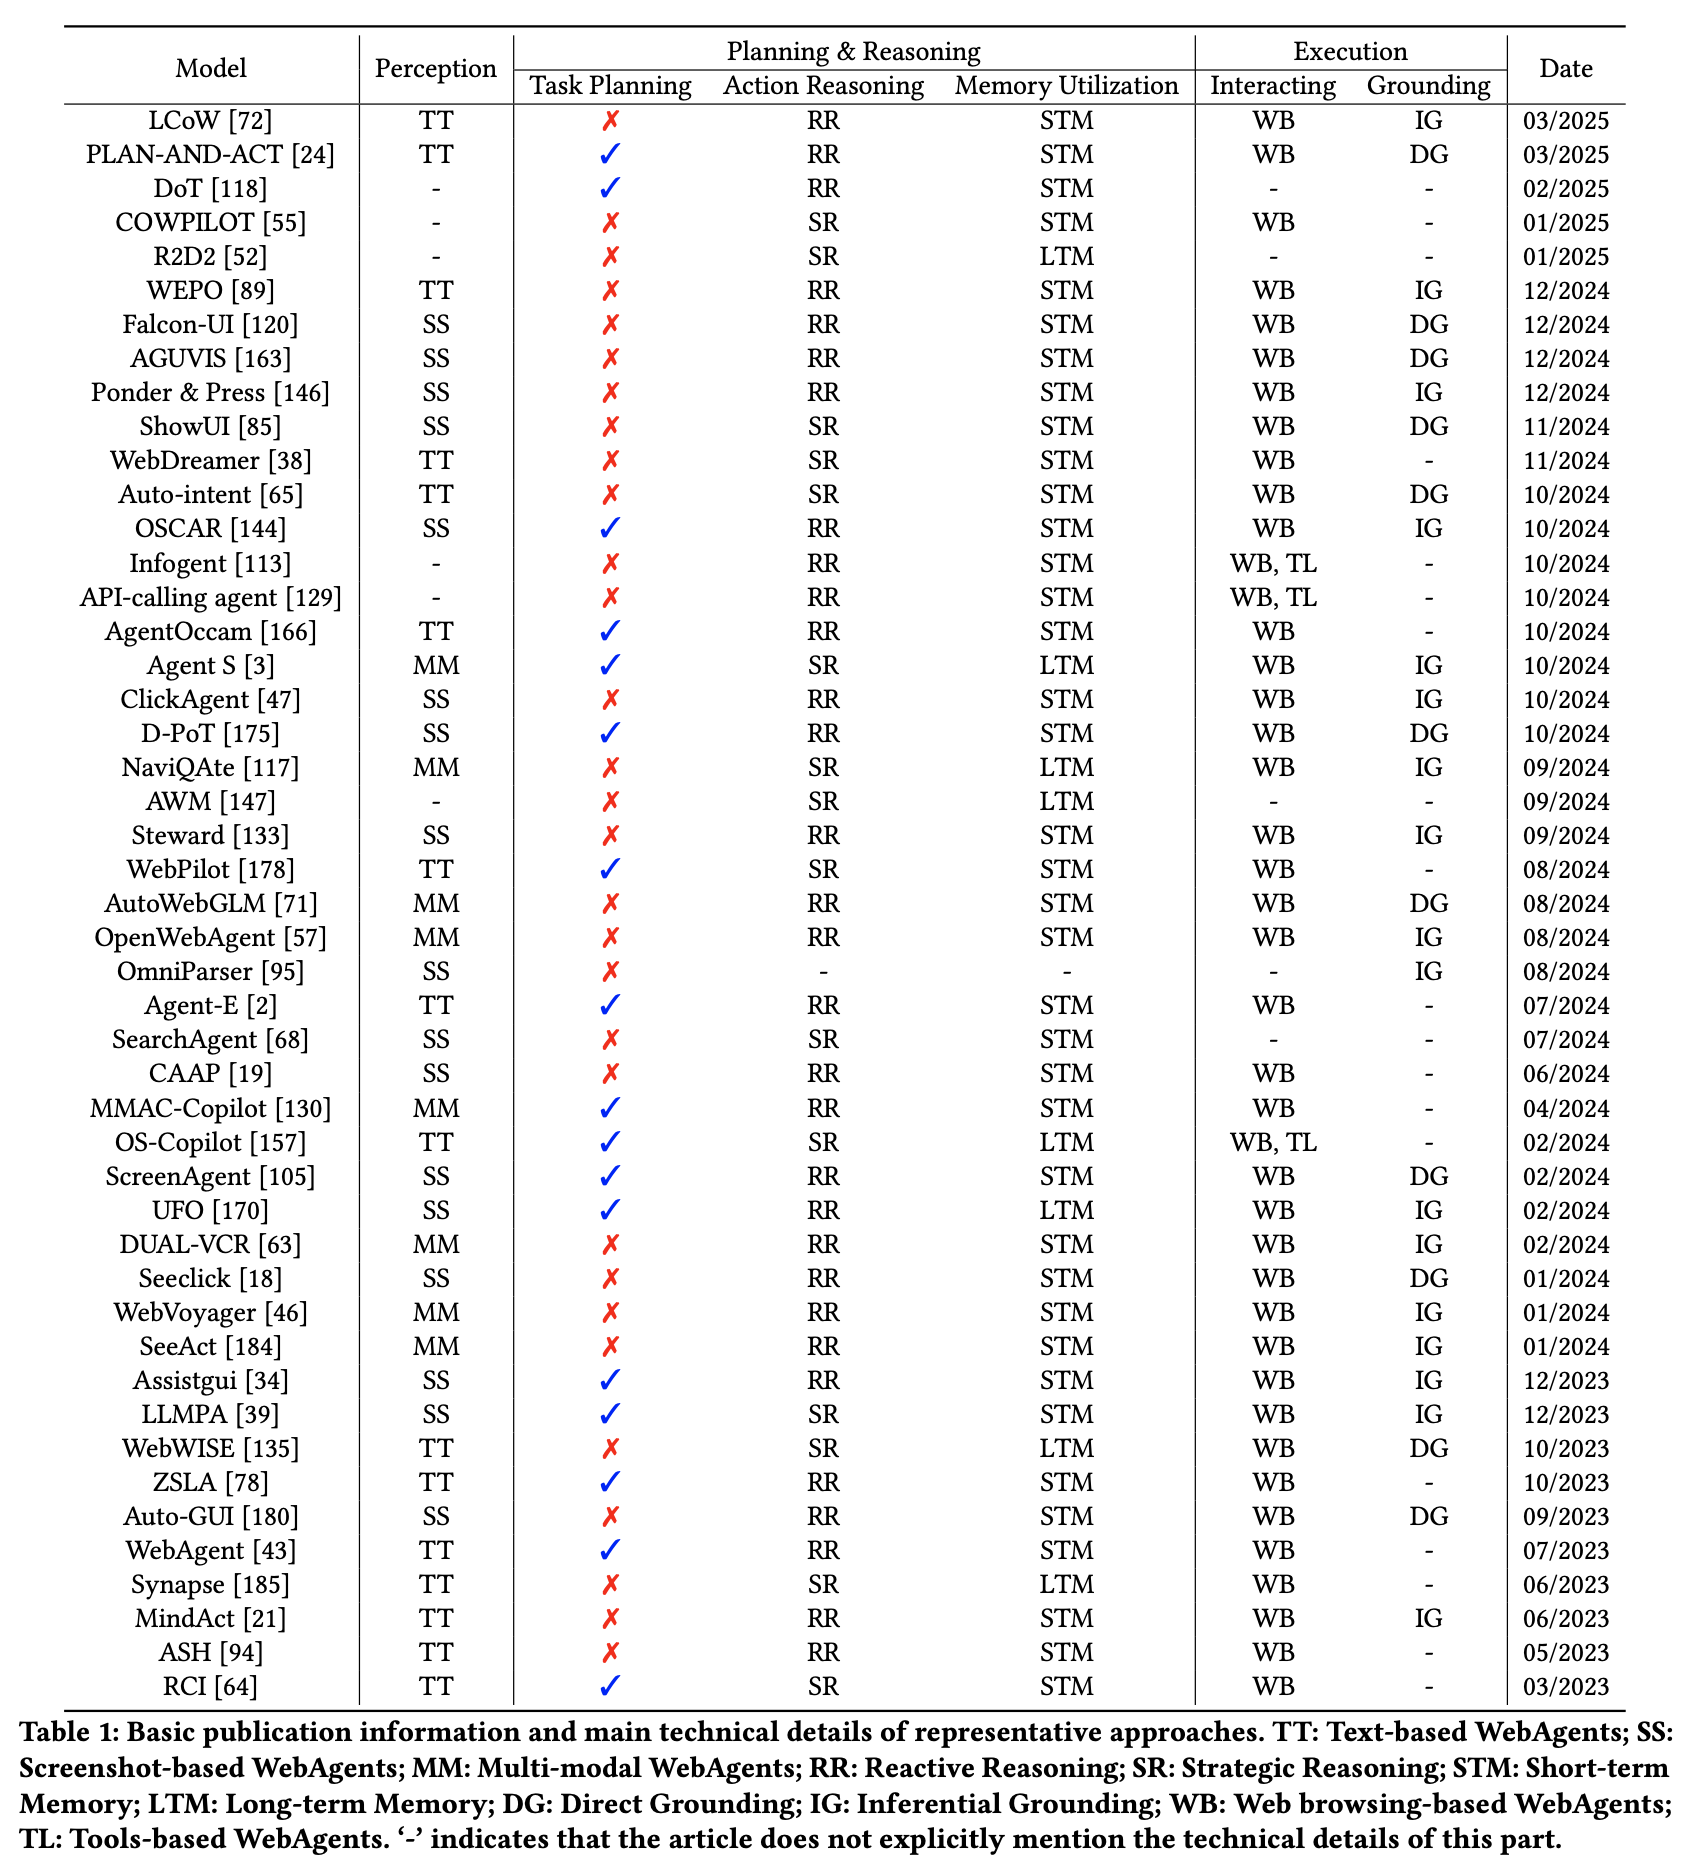 Model Perception Planning & Reasoning Execution Date
Task Planning Action Reasoning Memory Utilization Interacting Grounding
LCoW [72] TT ✗ RR STM WB IG 03/2025
PLAN-AND-ACT [24] TT ✓ RR STM WB DG 03/2025
DoT [118] - ✓ RR STM - - 02/2025
COWPILOT [55] - ✗ SR STM WB - 01/2025
R2D2 [52] - ✗ SR LTM - - 01/2025
WEPO [89] TT ✗ RR STM WB IG 12/2024
Falcon-UI [120] SS ✗ RR STM WB DG 12/2024
AGUVIS [163] SS ✗ RR STM WB DG 12/2024
Ponder & Press [146] SS ✗ RR STM WB IG 12/2024
ShowUI [85] SS ✗ SR STM WB DG 11/2024
WebDreamer [38] TT ✗ SR STM WB - 11/2024
Auto-intent [65] TT ✗ SR STM WB DG 10/2024
OSCAR [144] SS ✓ RR STM WB IG 10/2024
Infogent [113] - ✗ RR STM WB, TL - 10/2024
API-calling agent [129] - ✗ RR STM WB, TL - 10/2024
AgentOccam [166] TT ✓ RR STM WB - 10/2024
Agent S [3] MM ✓ SR LTM WB IG 10/2024
ClickAgent [47] SS ✗ RR STM WB IG 10/2024
D-PoT [175] SS ✓ RR STM WB DG 10/2024
NaviQAte [117] MM ✗ SR LTM WB IG 09/2024
AWM [147] - ✗ SR LTM - - 09/2024
Steward [133] SS ✗ RR STM WB IG 09/2024
WebPilot [178] TT ✓ SR STM WB - 08/2024
AutoWebGLM [71] MM ✗ RR STM WB DG 08/2024
OpenWebAgent [57] MM ✗ RR STM WB IG 08/2024
OmniParser [95] SS ✗ - - - IG 08/2024
Agent-E [2] TT ✓ RR STM WB - 07/2024
SearchAgent [68] SS ✗ SR STM - - 07/2024
CAAP [19] SS ✗ RR STM WB - 06/2024
MMAC-Copilot [130] MM ✓ RR STM WB - 04/2024
OS-Copilot [157] TT ✓ SR LTM WB, TL - 02/2024
ScreenAgent [105] SS ✓ RR STM WB DG 02/2024
UFO [170] SS ✓ RR LTM WB IG 02/2024
DUAL-VCR [63] MM ✗ RR STM WB IG 02/2024
Seeclick [18] SS ✗ RR STM WB DG 01/2024
WebVoyager [46] MM ✗ RR STM WB IG 01/2024
SeeAct [184] MM ✗ RR STM WB IG 01/2024
Assistgui [34] SS ✓ RR STM WB IG 12/2023
LLMPA [39] SS ✓ SR STM WB IG 12/2023
WebWISE [135] TT ✗ SR LTM WB DG 10/2023
ZSLA [78] TT ✓ RR STM WB - 10/2023
Auto-GUI [180] SS ✗ RR STM WB DG 09/2023
WebAgent [43] TT ✓ RR STM WB - 07/2023
Synapse [185] TT ✗ SR LTM WB - 06/2023
MindAct [21] TT ✗ RR STM WB IG 06/2023
ASH [94] TT ✗ RR STM WB - 05/2023
RCI [64] TT ✓ SR STM WB - 03/2023
Table 1: Basic publication information and main technical details of representative approaches. TT: Text-based WebAgents; SS:
Screenshot-based WebAgents; MM: Multi-modal WebAgents; RR: Reactive Reasoning; SR: Strategic Reasoning; STM: Short-term
Memory; LTM: Long-term Memory; DG: Direct Grounding; IG: Inferential Grounding; WB: Web browsing-based WebAgents;
TL: Tools-based WebAgents. ‘-’ indicates that the article does not explicitly mention the technical details of this part.